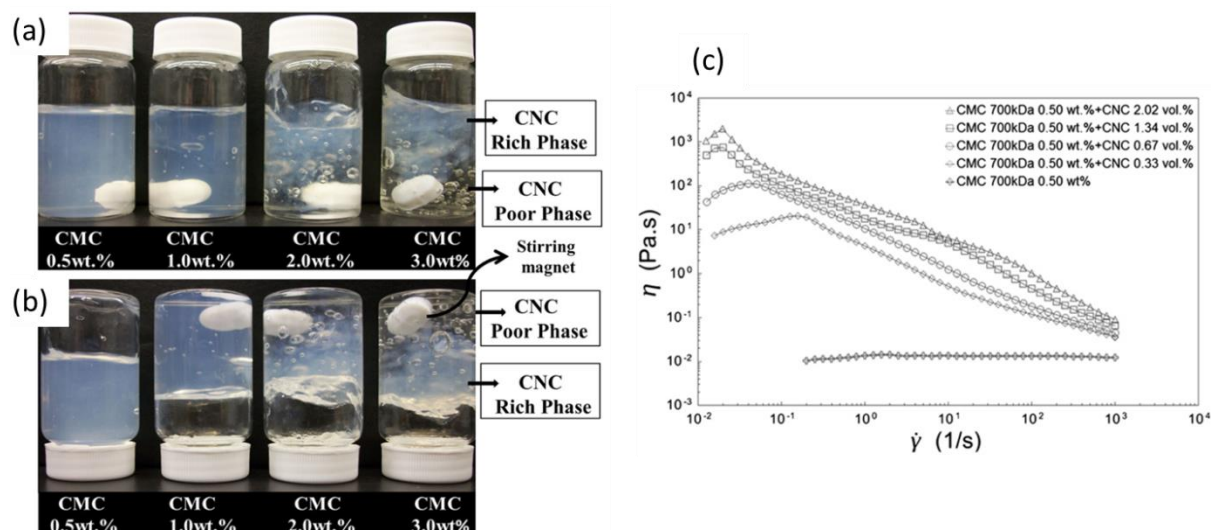 (a)
CMC
0.5wt.%
CMC
1.0wt.%
CMC
2.0wt.%
CMC
3.0wt%
CNC
Rich Phase
CNC
Poor Phase
Stirring
magnet
(b)
CNC
Poor Phase
CNC
Rich Phase
CMC
0.5wt.%
CMC
1.0wt.%
CMC
2.0wt.%
CMC
3.0wt%
(c)
CMC 700kDa 0.50 wt.%+CNC 2.02 vol.%
CMC 700kDa 0.50 wt.%+CNC 1.34 vol.%
CMC 700kDa 0.50 wt.%+CNC 0.67 vol.%
CMC 700kDa 0.50 wt.%+CNC 0.33 vol.%
CMC 700kDa 0.50 wt%
10⁴
10³
10²
10¹
10⁰
10⁻¹
10⁻²
10⁻³
η (Pa.s)
10⁻² 10⁻¹ 10⁰ 10¹ 10² 10³ 10⁴
γ̇ (1/s)